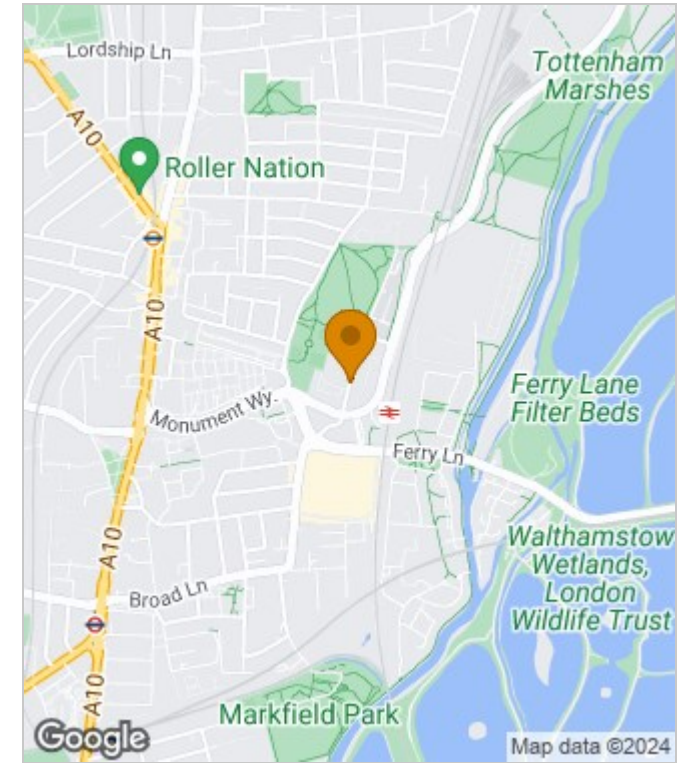 Lordship Ln
Tottenham
Marshes
A10
Roller Nation
A10
Ferry Lane
Filter Beds
Monument Wy.
Ferry Ln
A10
Walthamstow
Wetlands,
London
Wildlife Trust
Broad Ln
A10
Markfield Park
Google
Map data ©2024